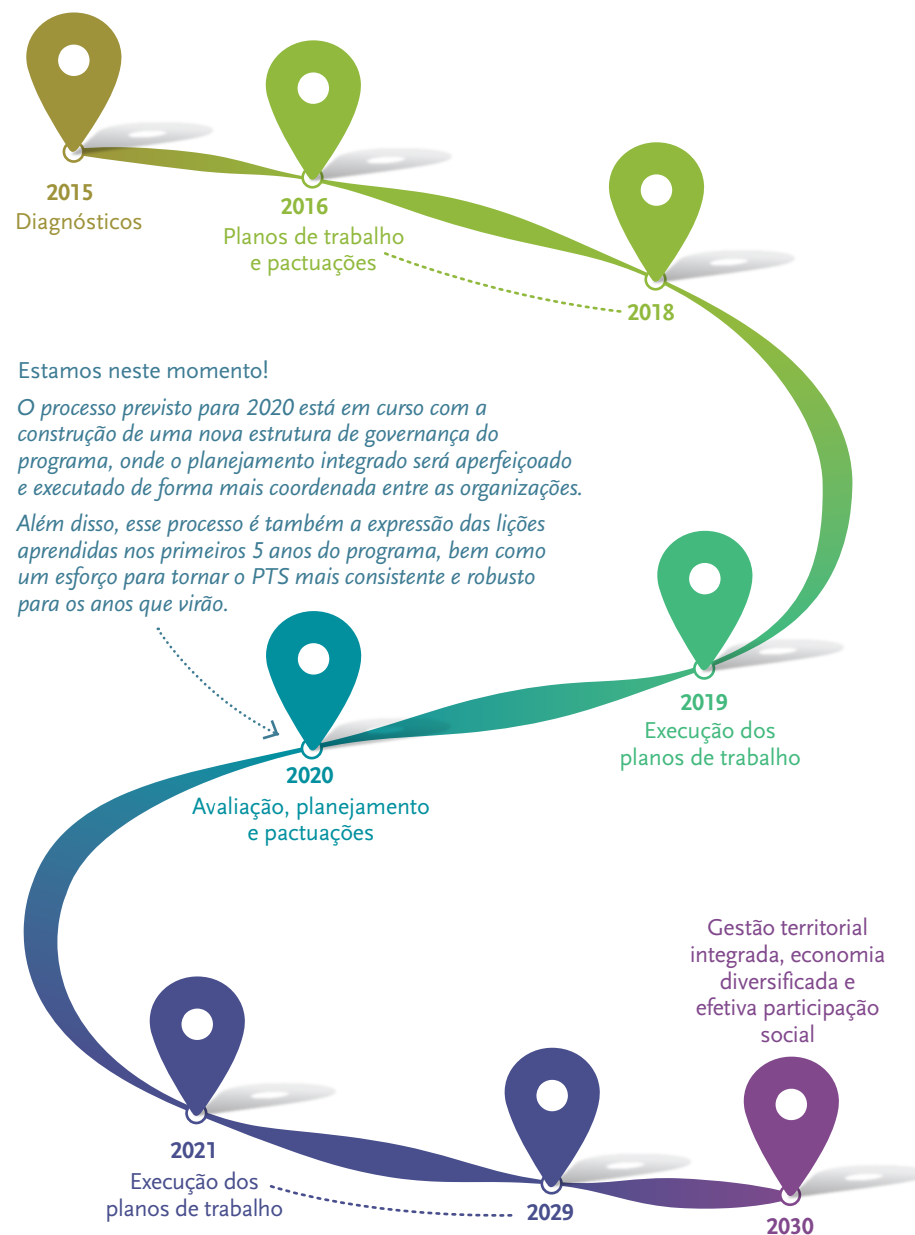 2015
Diagnósticos
2016
Planos de trabalho
e pactuações
2018
Estamos neste momento!
O processo previsto para 2020 está em curso com a
construção de uma nova estrutura de governança do
programa, onde o planejamento integrado será aperfeiçoado
e executado de forma mais coordenada entre as organizações.
Além disso, esse processo é também a expressão das lições
aprendidas nos primeiros 5 anos do programa, bem como
um esforço para tornar o PTS mais consistente e robusto
para os anos que virão.
2019
Execução dos
planos de trabalho
2020
Avaliação, planejamento
e pactuações
2021
Execução dos
planos de trabalho
2029
Gestão territorial
integrada, economia
diversificada e
efetiva participação
social
2030